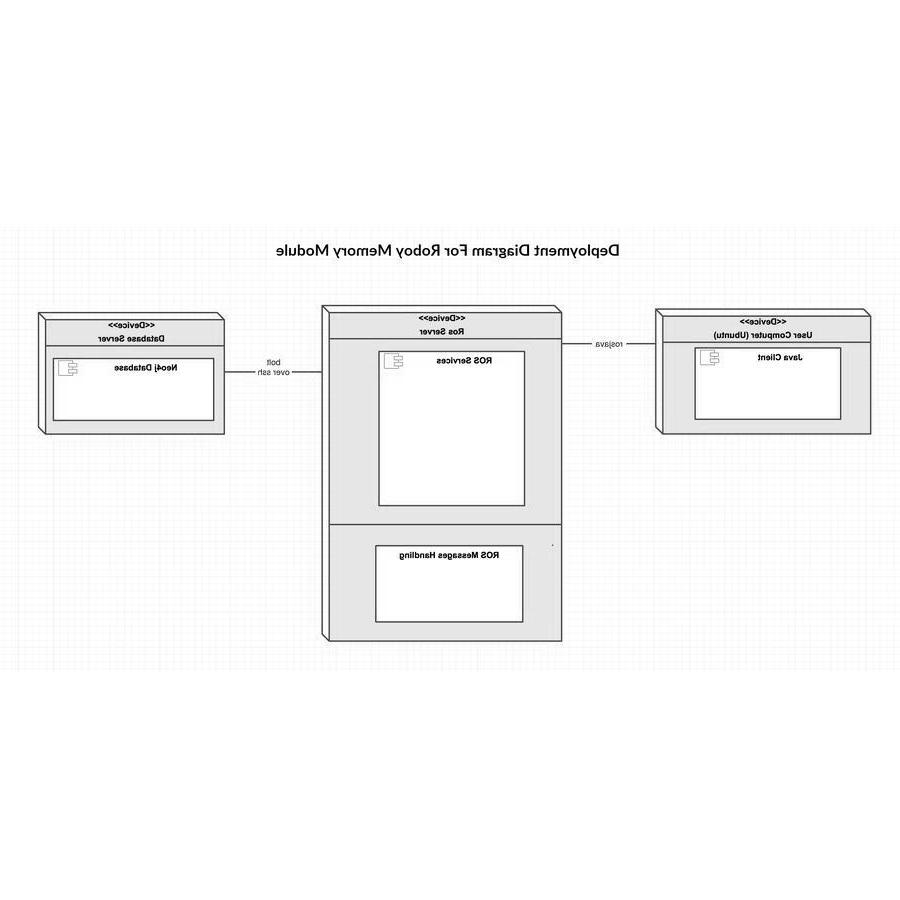 Deployment Diagram For Roboy Memory Module
<<Device>>
User Computer (Ubuntu)
Java Client
rosjava
<<Device>>
Ros Server
ROS Services
ROS Messages Handling
bolt
over ssh
<<Device>>
Database Server
Neo4j Database